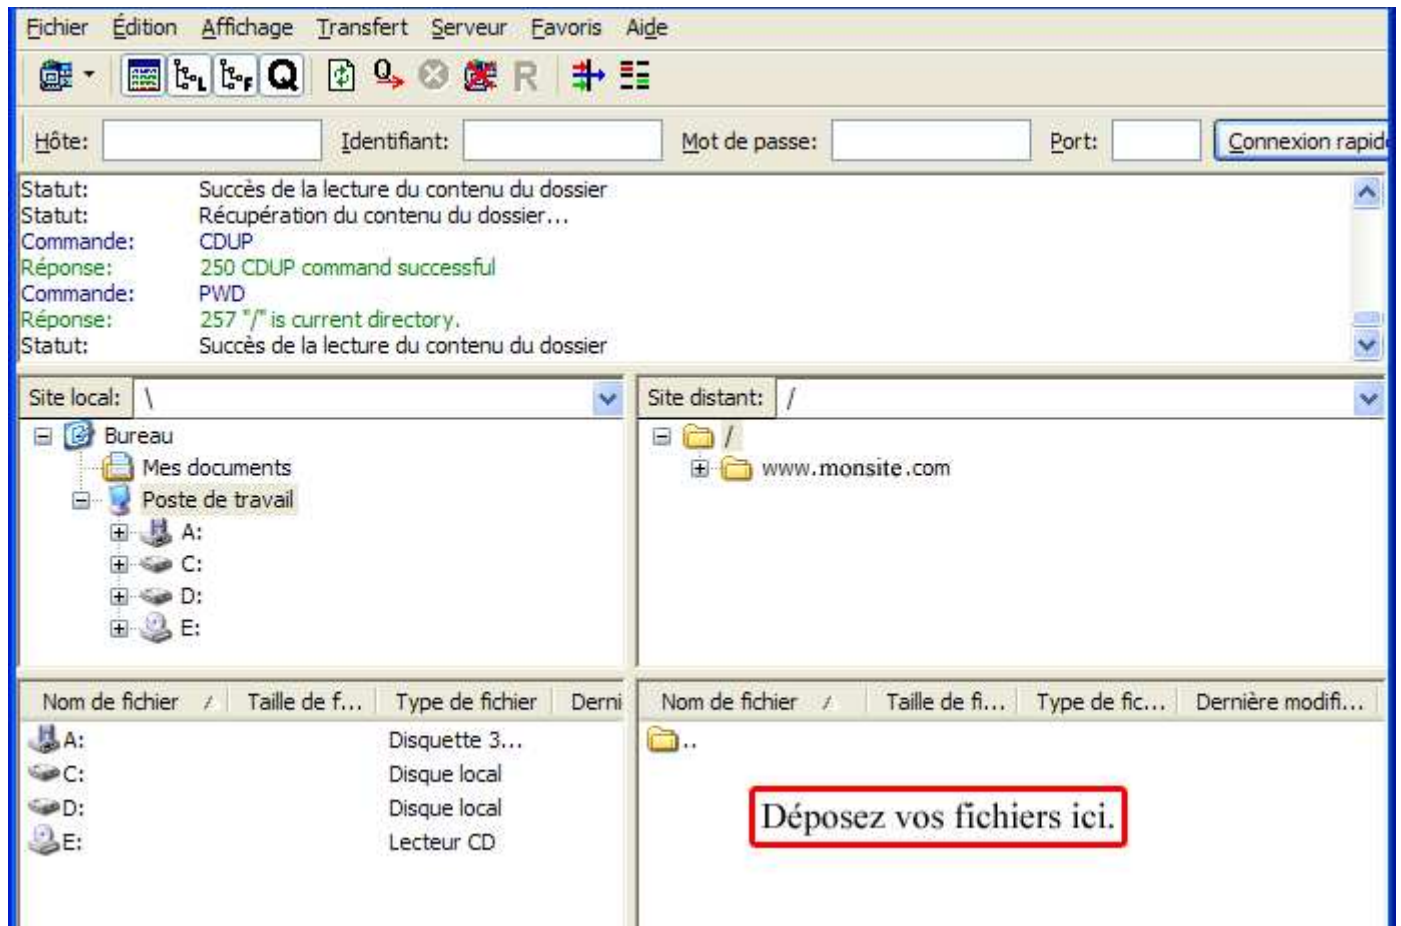 Fichier Édition Affichage Transfert Serveur Favoris Aide
L F Q Q R
Hôte: Identifiant: Mot de passe: Port: Connexion rapid
Statut: Succès de la lecture du contenu du dossier
Statut: Récupération du contenu du dossier...
Commande: CDUP
Réponse: 250 CDUP command successful
Commande: PWD
Réponse: 257 "/" is current directory.
Statut: Succès de la lecture du contenu du dossier
Site local: \
Bureau
Mes documents
Poste de travail
A:
C:
D:
E:
Site distant: /
/
www.monsite.com
Nom de fichier / Taille de f... Type de fichier Derni
A: Disquette 3...
C: Disque local
D: Disque local
E: Lecteur CD
Nom de fichier / Taille de fi... Type de fic... Dernière modifi...
..
Déposez vos fichiers ici.